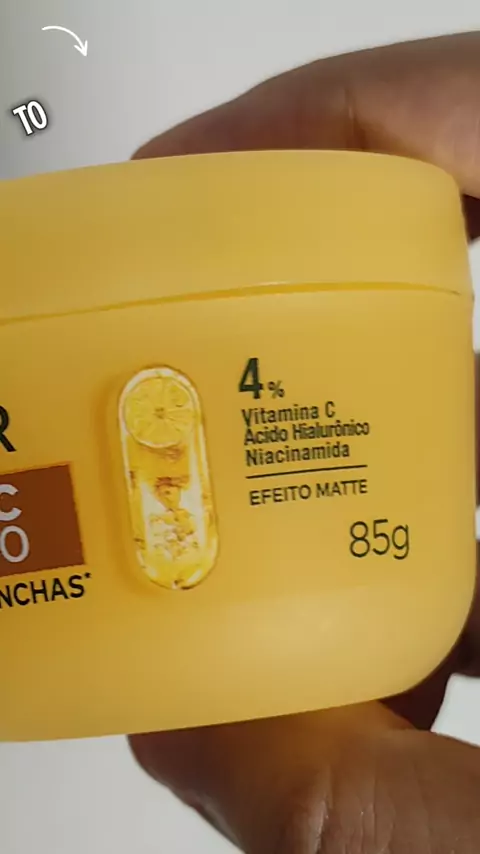 TO
R
4%
Vitamina C
Ácido Hialurônico
Niacinamida
EFEITO MATTE
85g
C
O
NCHAS*